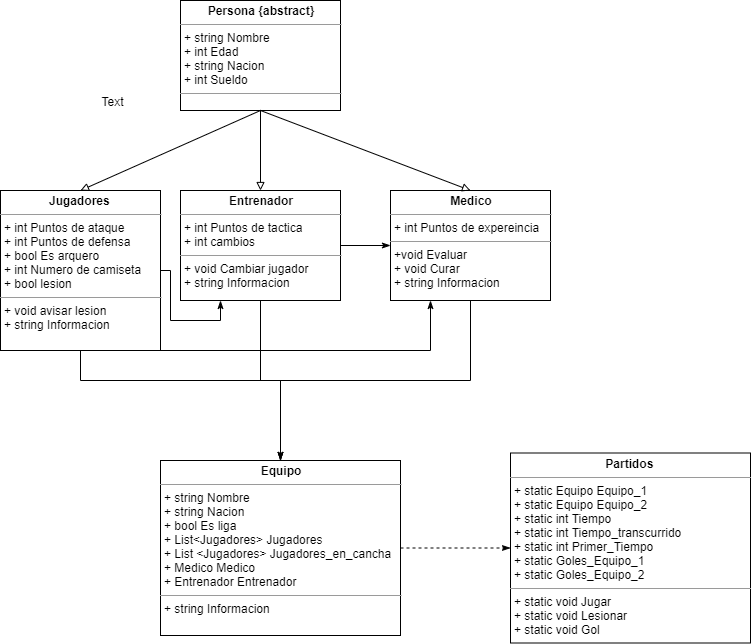 Persona {abstract}
+ string Nombre
+ int Edad
+ string Nacion
+ int Sueldo
Text
Jugadores
+ int Puntos de ataque
+ int Puntos de defensa
+ bool Es arquero
+ int Numero de camiseta
+ bool lesion
+ void avisar lesion
+ string Informacion
Entrenador
+ int Puntos de tactica
+ int cambios
+ void Cambiar jugador
+ string Informacion
Medico
+ int Puntos de expereincia
+void Evaluar
+ void Curar
+ string Informacion
Equipo
+ string Nombre
+ string Nacion
+ bool Es liga
+ List<Jugadores> Jugadores
+ List <Jugadores> Jugadores_en_cancha
+ Medico Medico
+ Entrenador Entrenador
+ string Informacion
Partidos
+ static Equipo Equipo_1
+ static Equipo Equipo_2
+ static int Tiempo
+ static int Tiempo_transcurrido
+ static int Primer_Tiempo
+ static Goles_Equipo_1
+ static Goles_Equipo_2
+ static void Jugar
+ static void Lesionar
+ static void Gol